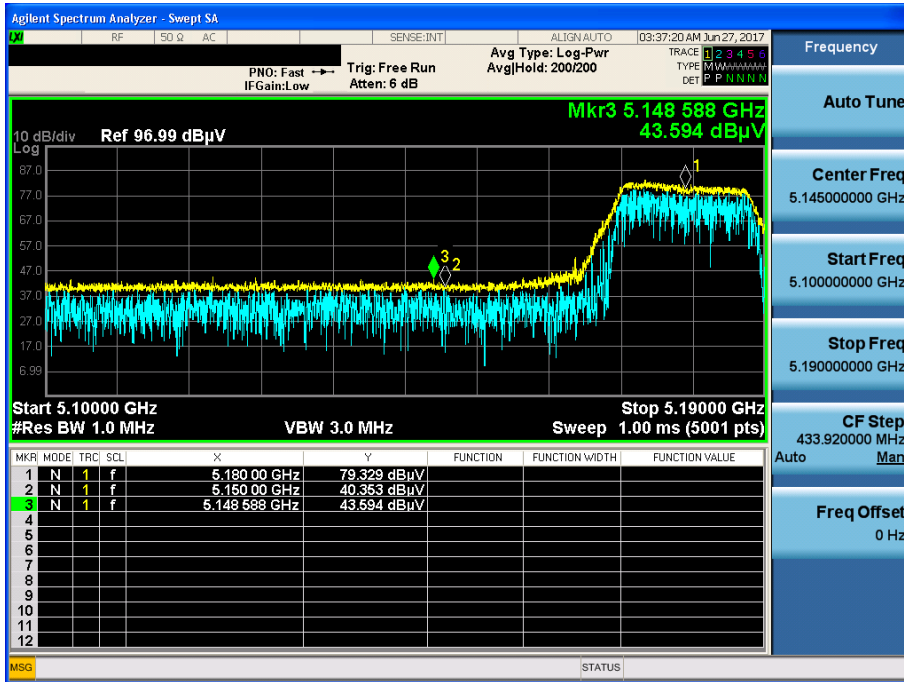 Agilent Spectrum Analyzer - Swept SA
LXI RF 50 Ω AC SENSE:INT ALIGN AUTO 03:37:20 AM Jun 27, 2017
PNO: Fast Trig: Free Run Avg Type: Log-Pwr TRACE 1 2 3 4 5 6
IFGain:Low Atten: 6 dB Avg|Hold: 200/200 TYPE MWWWWW
DET P P N N N N
Mkr3 5.148 588 GHz
43.594 dBµV
10 dB/div Ref 96.99 dBµV
Log
87.0
77.0
67.0
57.0
47.0
37.0
27.0
17.0
6.99
1
3
2
Start 5.10000 GHz Stop 5.19000 GHz
#Res BW 1.0 MHz VBW 3.0 MHz Sweep 1.00 ms (5001 pts)
MKR MODE TRC SCL X Y FUNCTION FUNCTION WIDTH FUNCTION VALUE
1 N 1 f 5.180 00 GHz 79.329 dBµV
2 N 1 f 5.150 00 GHz 40.353 dBµV
3 N 1 f 5.148 588 GHz 43.594 dBµV
4
5
6
7
8
9
10
11
12
MSG STATUS
Frequency
Auto Tune
Center Freq
5.145000000 GHz
Start Freq
5.100000000 GHz
Stop Freq
5.190000000 GHz
CF Step
433.920000 MHz
Auto Man
Freq Offset
0 Hz